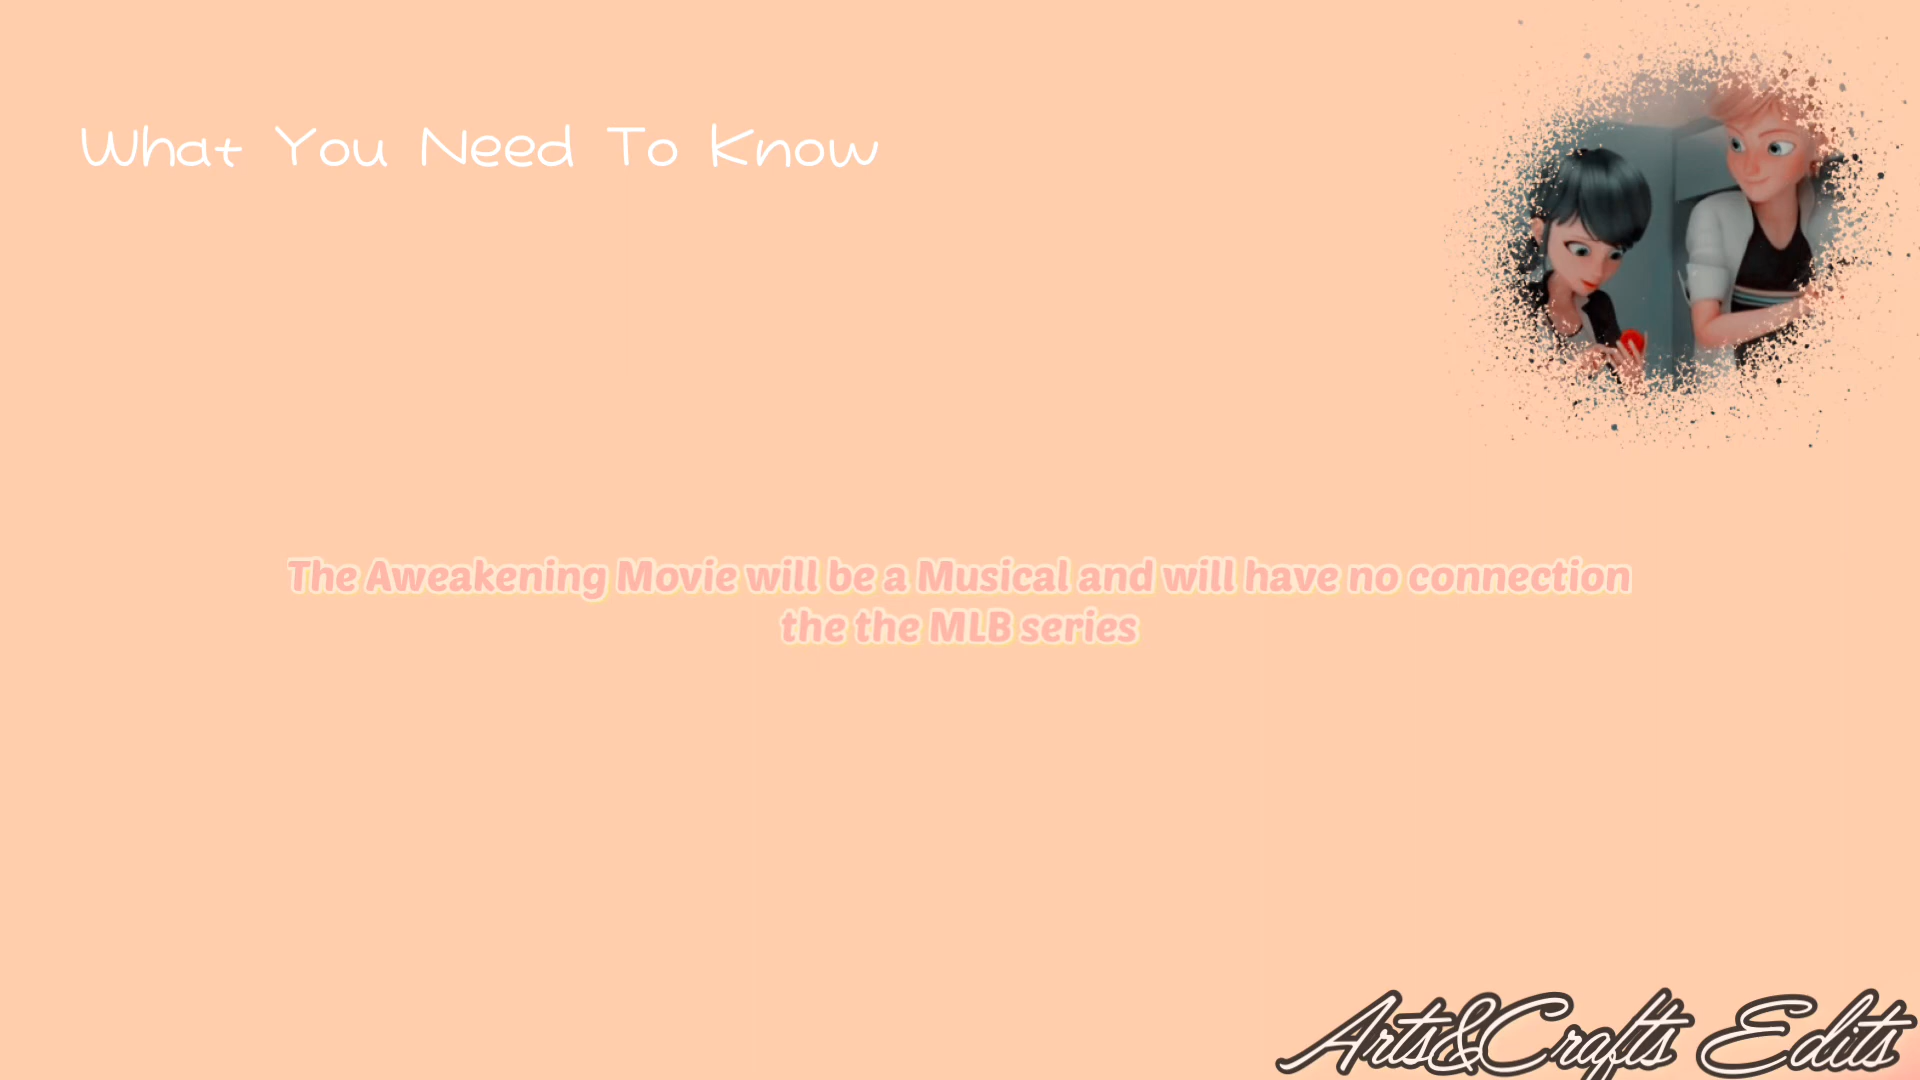 What You Need To Know
The Aweakening Movie will be a Musical and will have no connection
the the MLB series
Arts&Crafts Edits